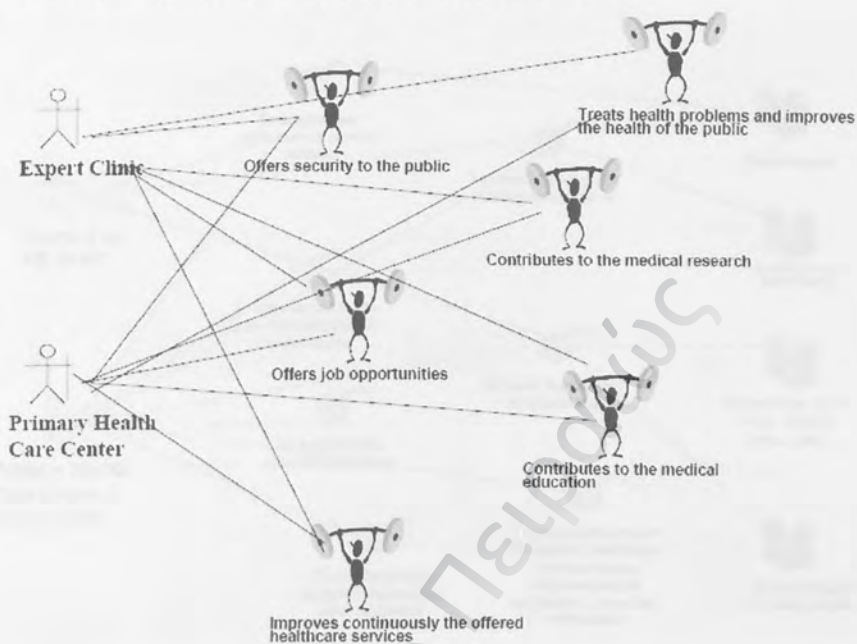 Treats health problems and improves
the health of the public
Expert Clinic
Offers security to the public
Contributes to the medical research
Offers job opportunities
Primary Health
Care Center
Contributes to the medical
education
Improves continuously the offered
healthcare services
Πειραιώς